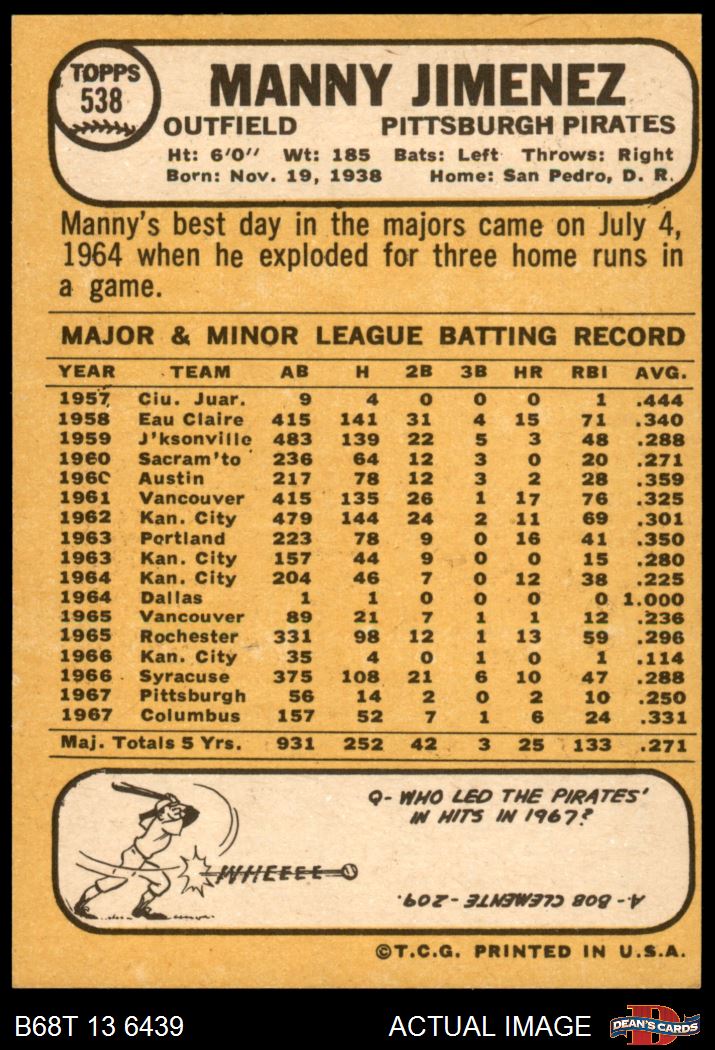 TOPPS
538
MANNY JIMENEZ
OUTFIELD PITTSBURGH PIRATES
Ht: 6'0" Wt: 185 Bats: Left Throws: Right
Born: Nov. 19, 1938 Home: San Pedro, D. R.
Manny's best day in the majors came on July 4,
1964 when he exploded for three home runs in
a game.
MAJOR & MINOR LEAGUE BATTING RECORD
YEAR TEAM AB H 2B 3B HR RBI AVG.
1957 Ciu. Juar. 9 4 0 0 0 1 .444
1958 Eau Claire 415 141 31 4 15 71 .340
1959 J'ksonville 483 139 22 5 3 48 .288
1960 Sacram'to 236 64 12 3 0 20 .271
1960 Austin 217 78 12 3 2 28 .359
1961 Vancouver 415 135 26 1 17 76 .325
1962 Kan. City 479 144 24 2 11 69 .301
1963 Portland 223 78 9 0 16 41 .350
1963 Kan. City 157 44 9 0 0 15 .280
1964 Kan. City 204 46 7 0 12 38 .225
1964 Dallas 1 1 0 0 0 0 1.000
1965 Vancouver 89 21 7 1 1 12 .236
1965 Rochester 331 98 12 1 13 59 .296
1966 Kan. City 35 4 0 1 0 1 .114
1966 Syracuse 375 108 21 6 10 47 .288
1967 Pittsburgh 56 14 2 0 2 10 .250
1967 Columbus 157 52 7 1 6 24 .331
Maj. Totals 5 Yrs. 931 252 42 3 25 133 .271
Q- WHO LED THE PIRATES'
IN HITS IN 1967?
WHEEEE
A- BOB CLEMENTE - 209.
©T.C.G. PRINTED IN U.S.A.
B68T 13 6439 ACTUAL IMAGE
D
DEAN'S CARDS